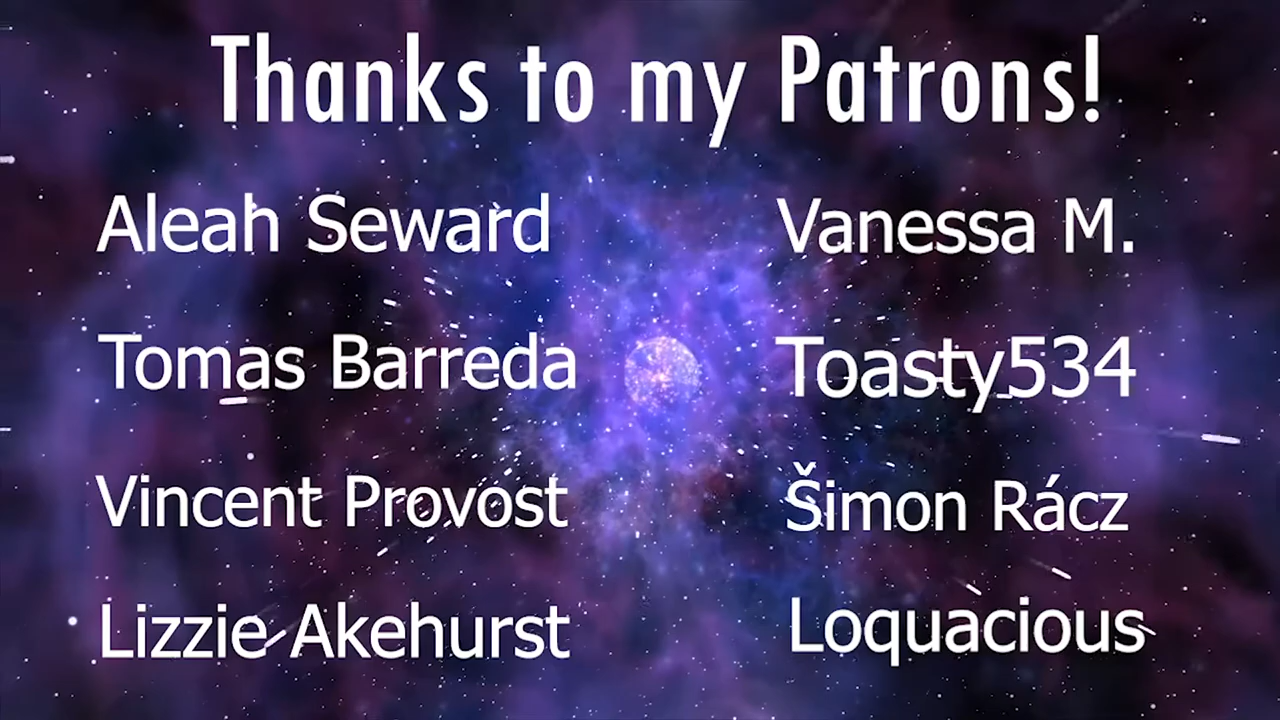 Thanks to my Patrons!
Aleah Seward
Vanessa M.
Tomas Barreda
Toasty534
Vincent Provost
Šimon Rácz
Lizzie Akehurst
Loquacious